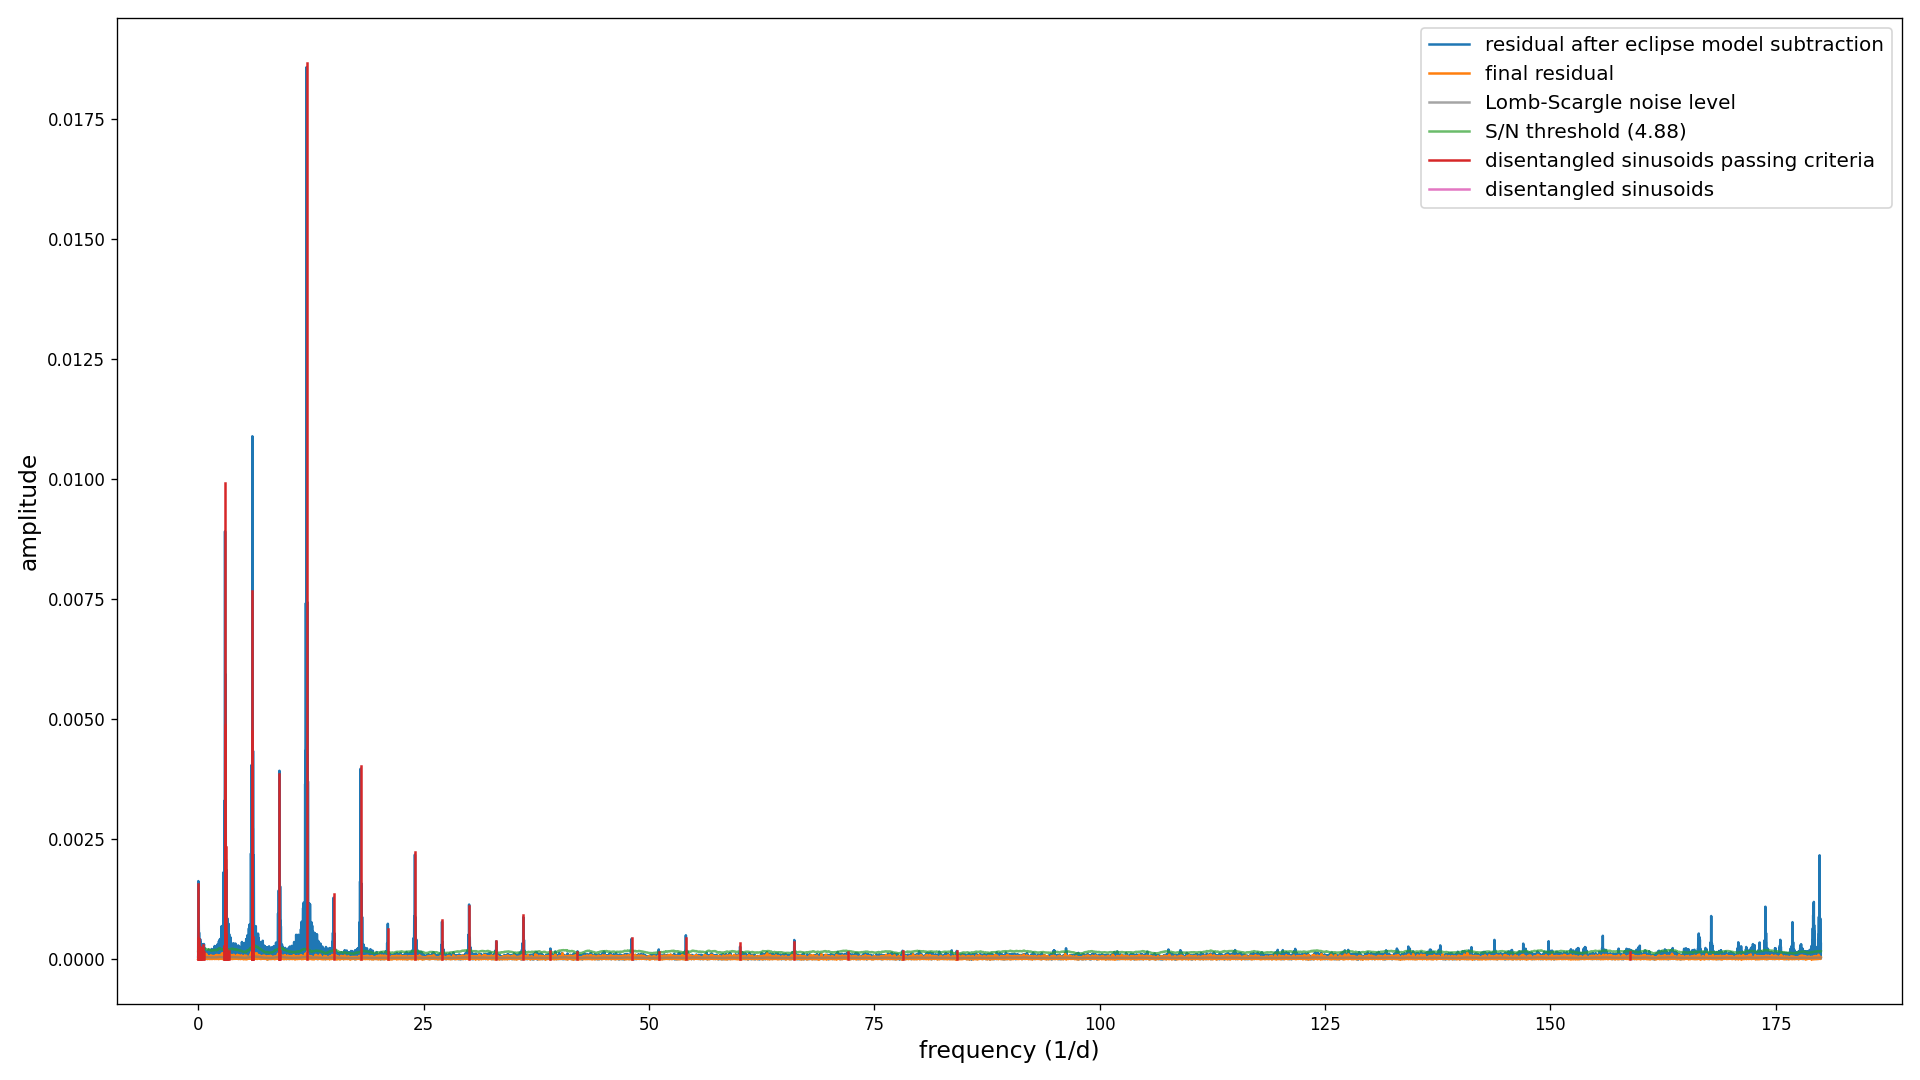 residual after eclipse model subtraction
final residual
Lomb-Scargle noise level
S/N threshold (4.88)
disentangled sinusoids passing criteria
disentangled sinusoids
0.0175
0.0150
0.0125
0.0100
0.0075
0.0050
0.0025
0.0000
amplitude
0 25 50 75 100 125 150 175
frequency (1/d)